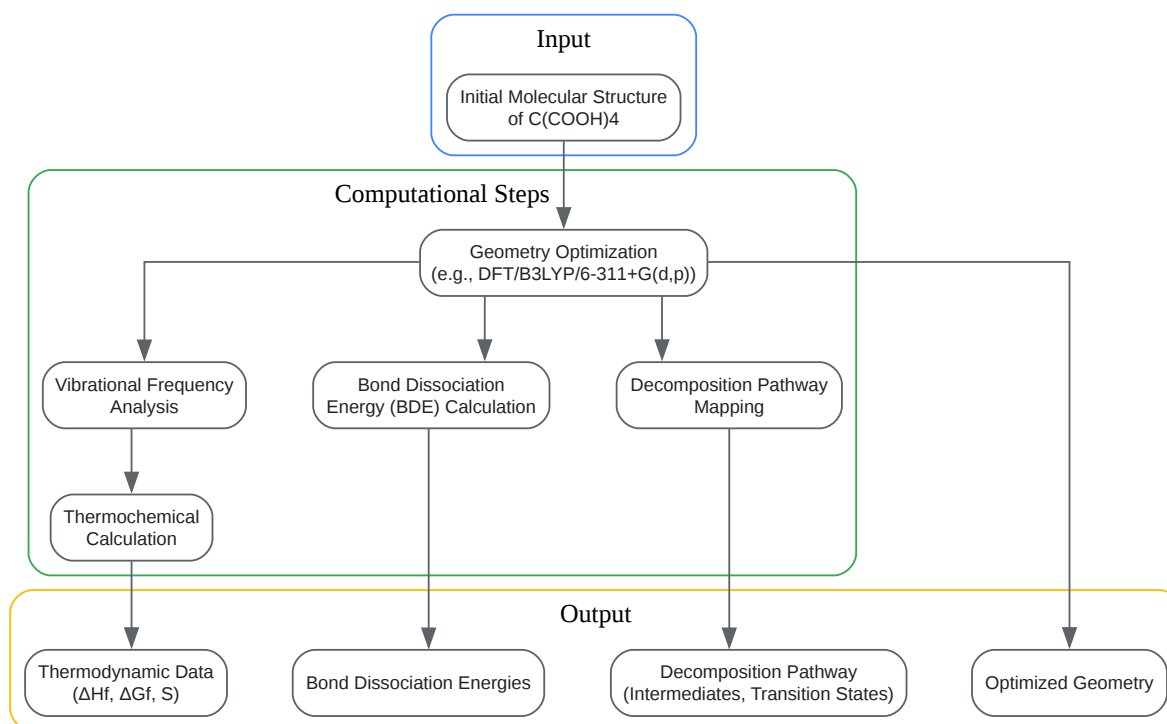 Input
Initial Molecular Structure
of C(COOH)4
Computational Steps
Geometry Optimization
(e.g., DFT/B3LYP/6-311+G(d,p))
Vibrational Frequency
Analysis
Bond Dissociation
Energy (BDE) Calculation
Decomposition Pathway
Mapping
Thermochemical
Calculation
Output
Thermodynamic Data
(ΔHf, ΔGf, S)
Bond Dissociation Energies
Decomposition Pathway
(Intermediates, Transition States)
Optimized Geometry